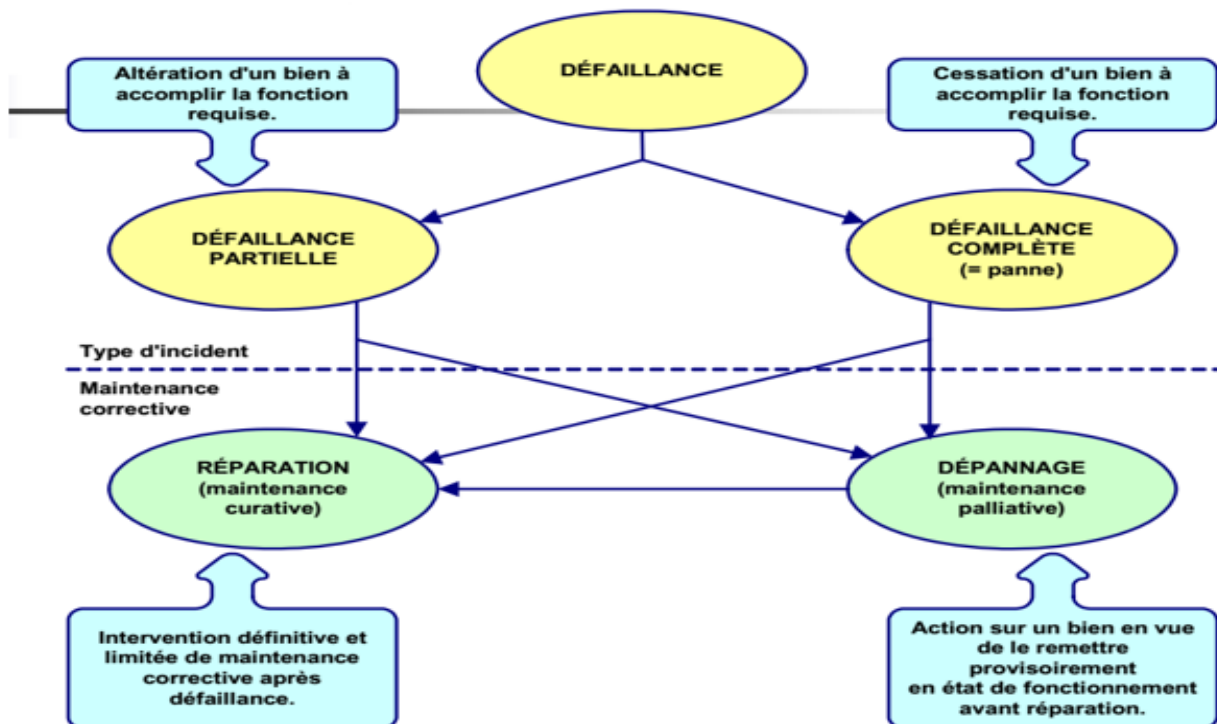 DÉFAILLANCE
Altération d'un bien à
accomplir la fonction
requise.
Cessation d'un bien à
accomplir la fonction
requise.
DÉFAILLANCE
PARTIELLE
DÉFAILLANCE
COMPLÈTE
(= panne)
Type d'incident
Maintenance
corrective
RÉPARATION
(maintenance
curative)
DÉPANNAGE
(maintenance
palliative)
Intervention définitive et
limitée de maintenance
corrective après
défaillance.
Action sur un bien en vue
de le remettre
provisoirement
en état de fonctionnement
avant réparation.